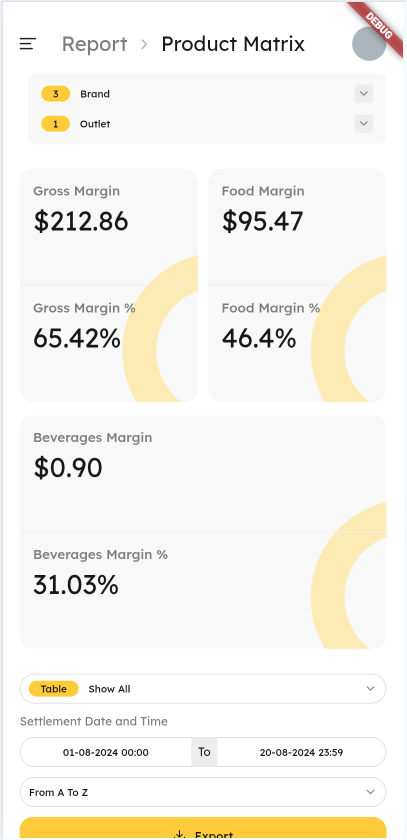 DEBUG
Report > Product Matrix
3 Brand
1 Outlet
Gross Margin Food Margin
$212.86 $95.47
Gross Margin % Food Margin %
65.42% 46.4%
Beverages Margin
$0.90
Beverages Margin %
31.03%
Table Show All
Settlement Date and Time
01-08-2024 00:00 To 20-08-2024 23:59
From A To Z
Export